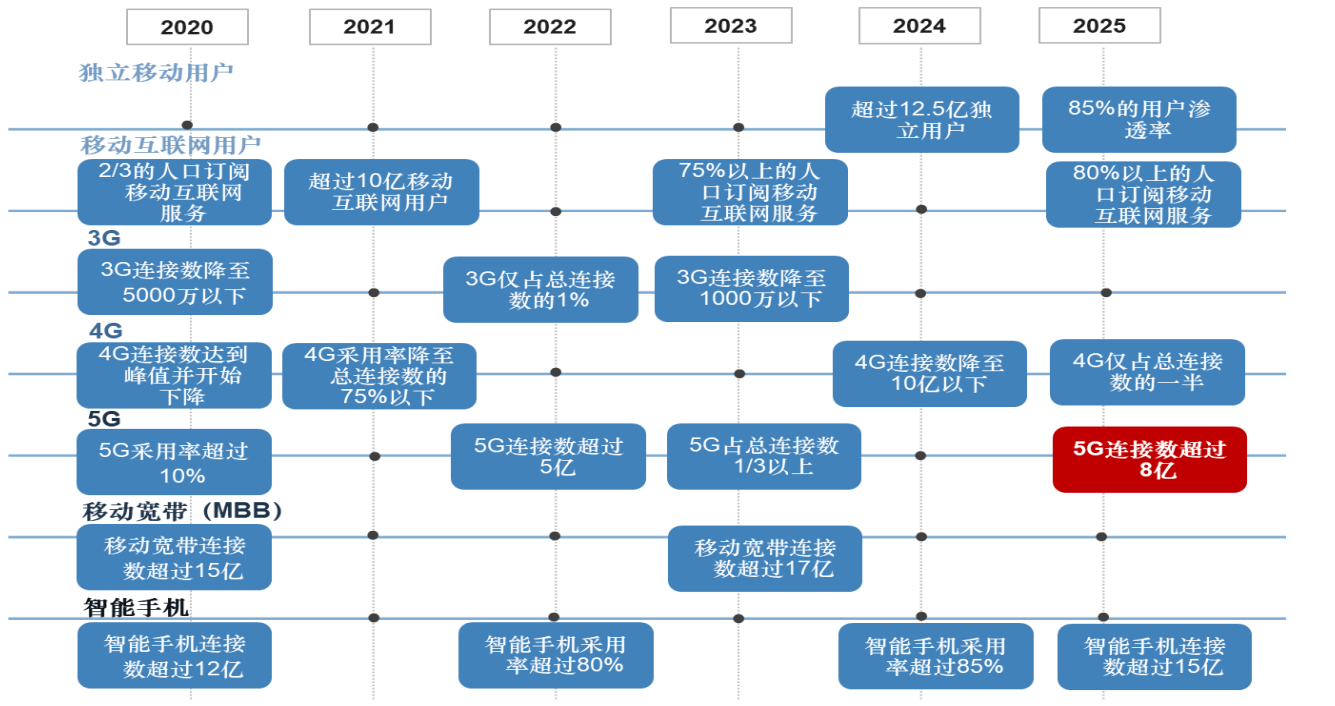 2020 2021 2022 2023 2024 2025
独立移动用户
超过12.5亿独
立用户
85%的用户渗
透率
移动互联网用户
2/3的人口订阅
移动互联网
服务
超过10亿移动
互联网用户
75%以上的人
口订阅移动
互联网服务
80%以上的人
口订阅移动
互联网服务
3G
3G连接数降至
5000万以下
3G仅占总连接
数的1%
3G连接数降至
1000万以下
4G
4G连接数达到
峰值并开始
下降
4G采用率降至
总连接数的
75%以下
4G连接数降至
10亿以下
4G仅占总连接
数的一半
5G
5G采用率超过
10%
5G连接数超过
5亿
5G占总连接数
1/3以上
5G连接数超过
8亿
移动宽带（MBB）
移动宽带连接
数超过15亿
移动宽带连接
数超过17亿
智能手机
智能手机连接
数超过12亿
智能手机采用
率超过80%
智能手机采用
率超过85%
智能手机连接
数超过15亿